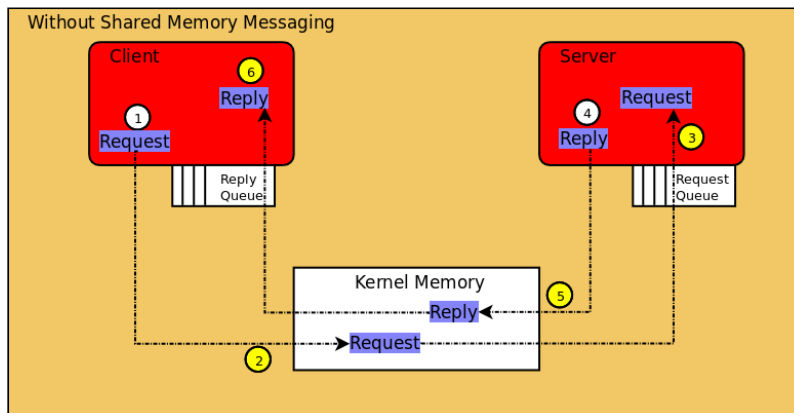 Without Shared Memory Messaging
Client
6
Reply
1
Request
Reply
Queue
Server
Request
4
Reply
3
Request
Queue
Kernel Memory
Reply
5
Request
2